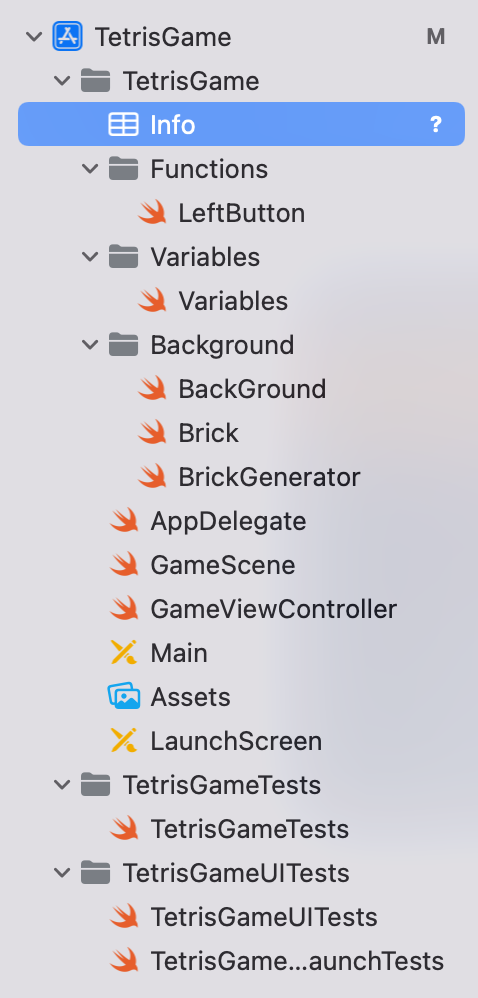 TetrisGame M
TetrisGame
Info ?
Functions
LeftButton
Variables
Variables
Background
BackGround
Brick
BrickGenerator
AppDelegate
GameScene
GameViewController
Main
Assets
LaunchScreen
TetrisGameTests
TetrisGameTests
TetrisGameUITests
TetrisGameUITests
TetrisGame...aunchTests